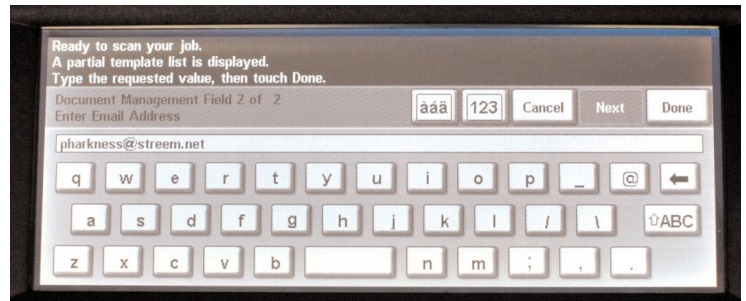 Ready to scan your job.
A partial template list is displayed.
Type the requested value, then touch Done.
Document Management Field 2 of 2
Enter Email Address
àáä 123 Cancel Next Done
pharkness@streem.net
q w e r t y u i o p _ @ ←
a s d f g h j k l / \ ⇧ABC
z x c v b n m ; , .